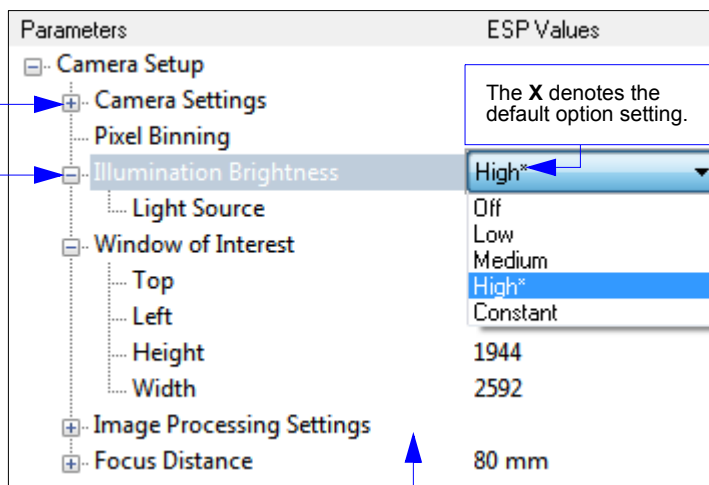 Parameters ESP Values
Camera Setup
Camera Settings
The X denotes the
default option setting.
Pixel Binning
Illumination Brightness High*
Light Source Off
Low
Window of Interest
Medium
Top High*
Left Constant
Height 1944
Width 2592
Image Processing Settings
Focus Distance 80 mm